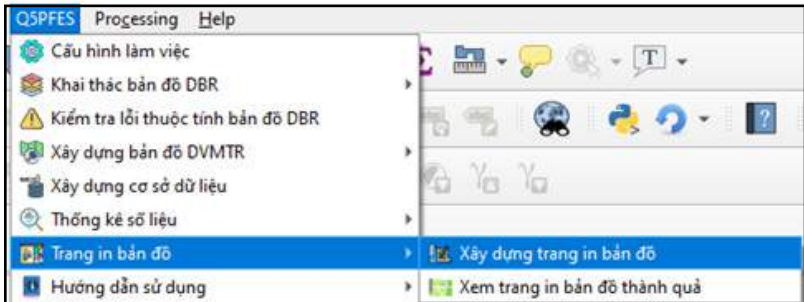 Q5PFES Processing Help
Cấu hình làm việc
Khai thác bản đồ DBR
Kiểm tra lỗi thuộc tính bản đồ DBR
Xây dựng bản đồ DVMTR
Xây dựng cơ sở dữ liệu
Thống kê số liệu
Trang in bản đồ
Xây dựng trang in bản đồ
Hướng dẫn sử dụng
Xem trang in bản đồ thành quả